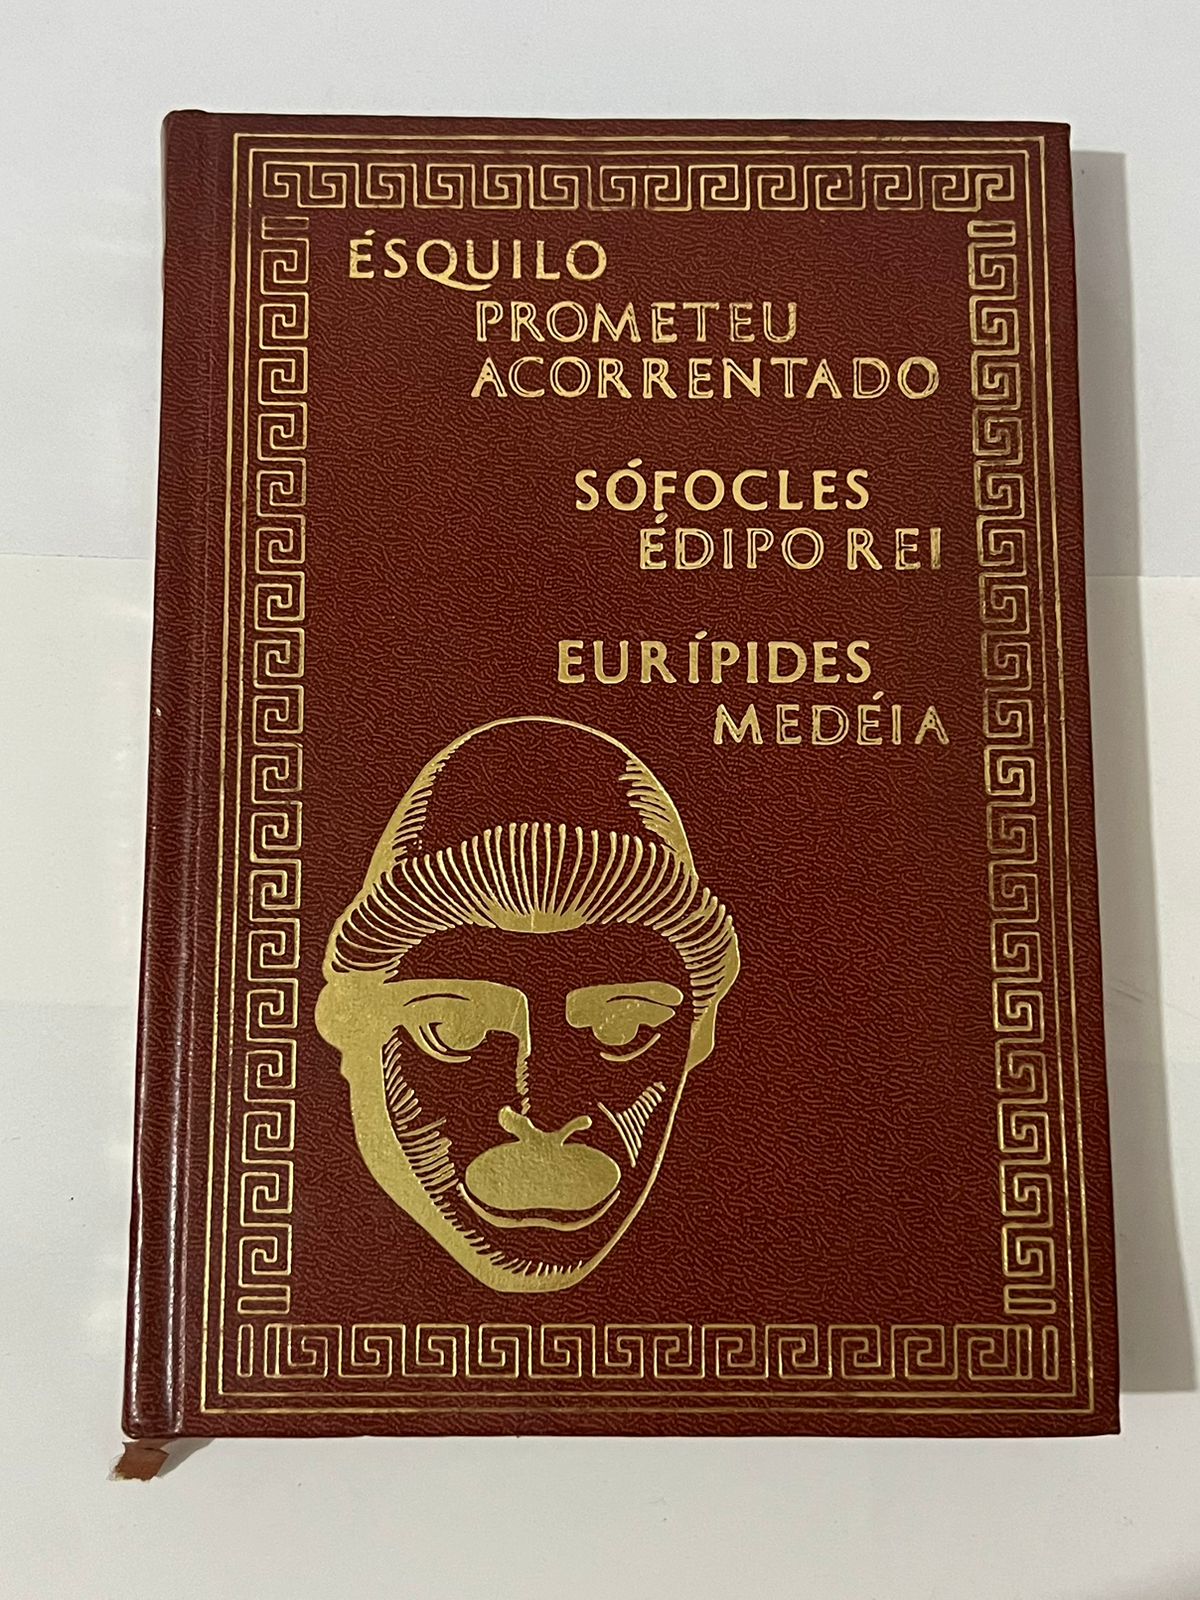 ÉSQUILO
PROMETEU
ACORRENTADO
SÓFOCLES
ÉDIPO REI
EURÍPIDES
MEDÉIA